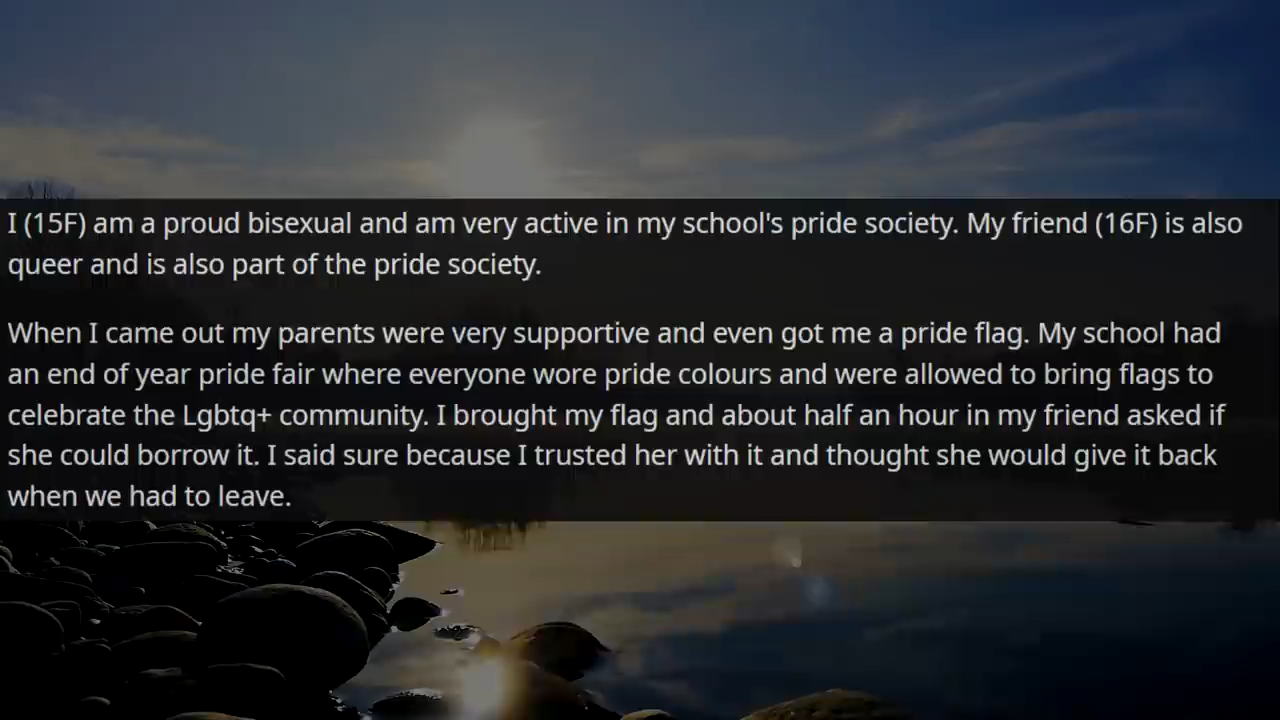 I (15F) am a proud bisexual and am very active in my school's pride society. My friend (16F) is also
queer and is also part of the pride society.
When I came out my parents were very supportive and even got me a pride flag. My school had
an end of year pride fair where everyone wore pride colours and were allowed to bring flags to
celebrate the Lgbtq+ community. I brought my flag and about half an hour in my friend asked if
she could borrow it. I said sure because I trusted her with it and thought she would give it back
when we had to leave.